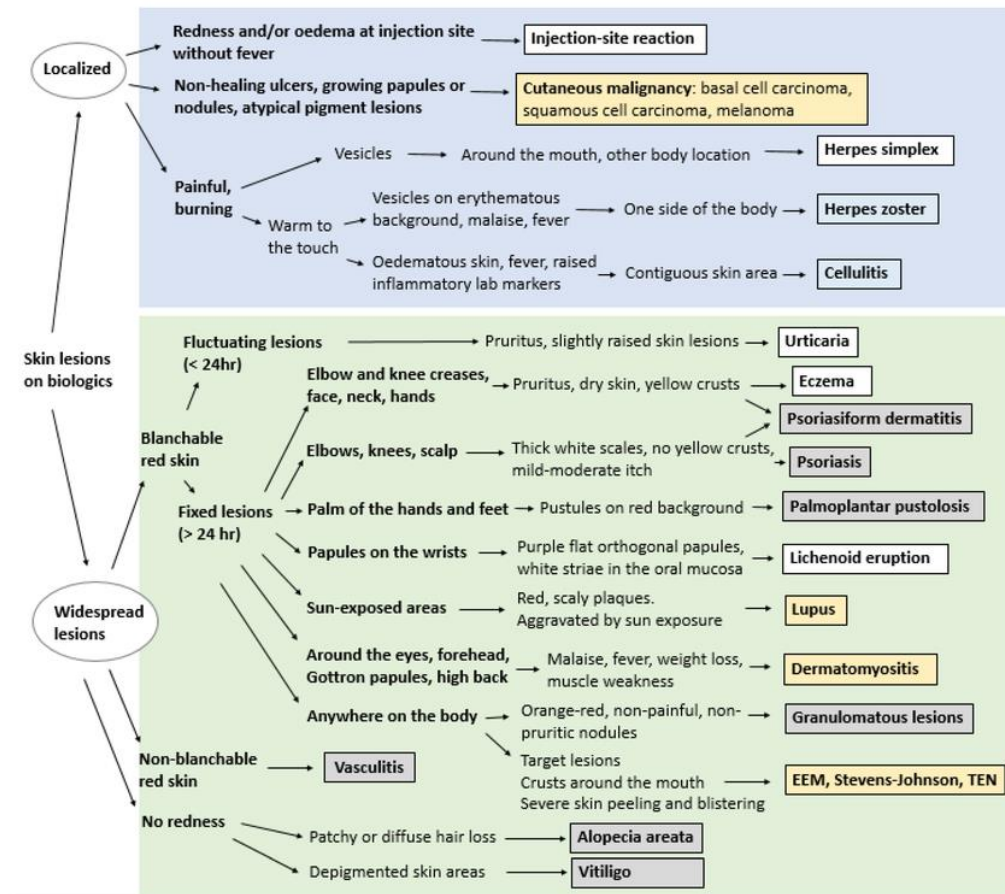 Redness and/or oedema at injection site
without fever
Injection-site reaction
Localized
Non-healing ulcers, growing papules or
nodules, atypical pigment lesions
Cutaneous malignancy: basal cell carcinoma,
squamous cell carcinoma, melanoma
Painful,
burning
Vesicles
Around the mouth, other body location
Herpes simplex
Warm to
the touch
Vesicles on erythematous
background, malaise, fever
One side of the body
Herpes zoster
Oedematous skin, fever, raised
inflammatory lab markers
Contiguous skin area
Cellulitis
Skin lesions
on biologics
Fluctuating lesions
(< 24hr)
Pruritus, slightly raised skin lesions
Urticaria
Blanchable
red skin
Elbow and knee creases,
face, neck, hands
Pruritus, dry skin, yellow crusts
Eczema
Psoriasiform dermatitis
Elbows, knees, scalp
Thick white scales, no yellow crusts,
mild-moderate itch
Psoriasis
Fixed lesions
(> 24 hr)
Palm of the hands and feet
Pustules on red background
Palmoplantar pustolosis
Papules on the wrists
Purple flat orthogonal papules,
white striae in the oral mucosa
Lichenoid eruption
Widespread
lesions
Sun-exposed areas
Red, scaly plaques.
Aggravated by sun exposure
Lupus
Around the eyes, forehead,
Gottron papules, high back
Malaise, fever, weight loss,
muscle weakness
Dermatomyositis
Anywhere on the body
Orange-red, non-painful, non-
pruritic nodules
Granulomatous lesions
Target lesions
Crusts around the mouth
Severe skin peeling and blistering
EEM, Stevens-Johnson, TEN
Non-blanchable
red skin
Vasculitis
No redness
Patchy or diffuse hair loss
Alopecia areata
Depigmented skin areas
Vitiligo